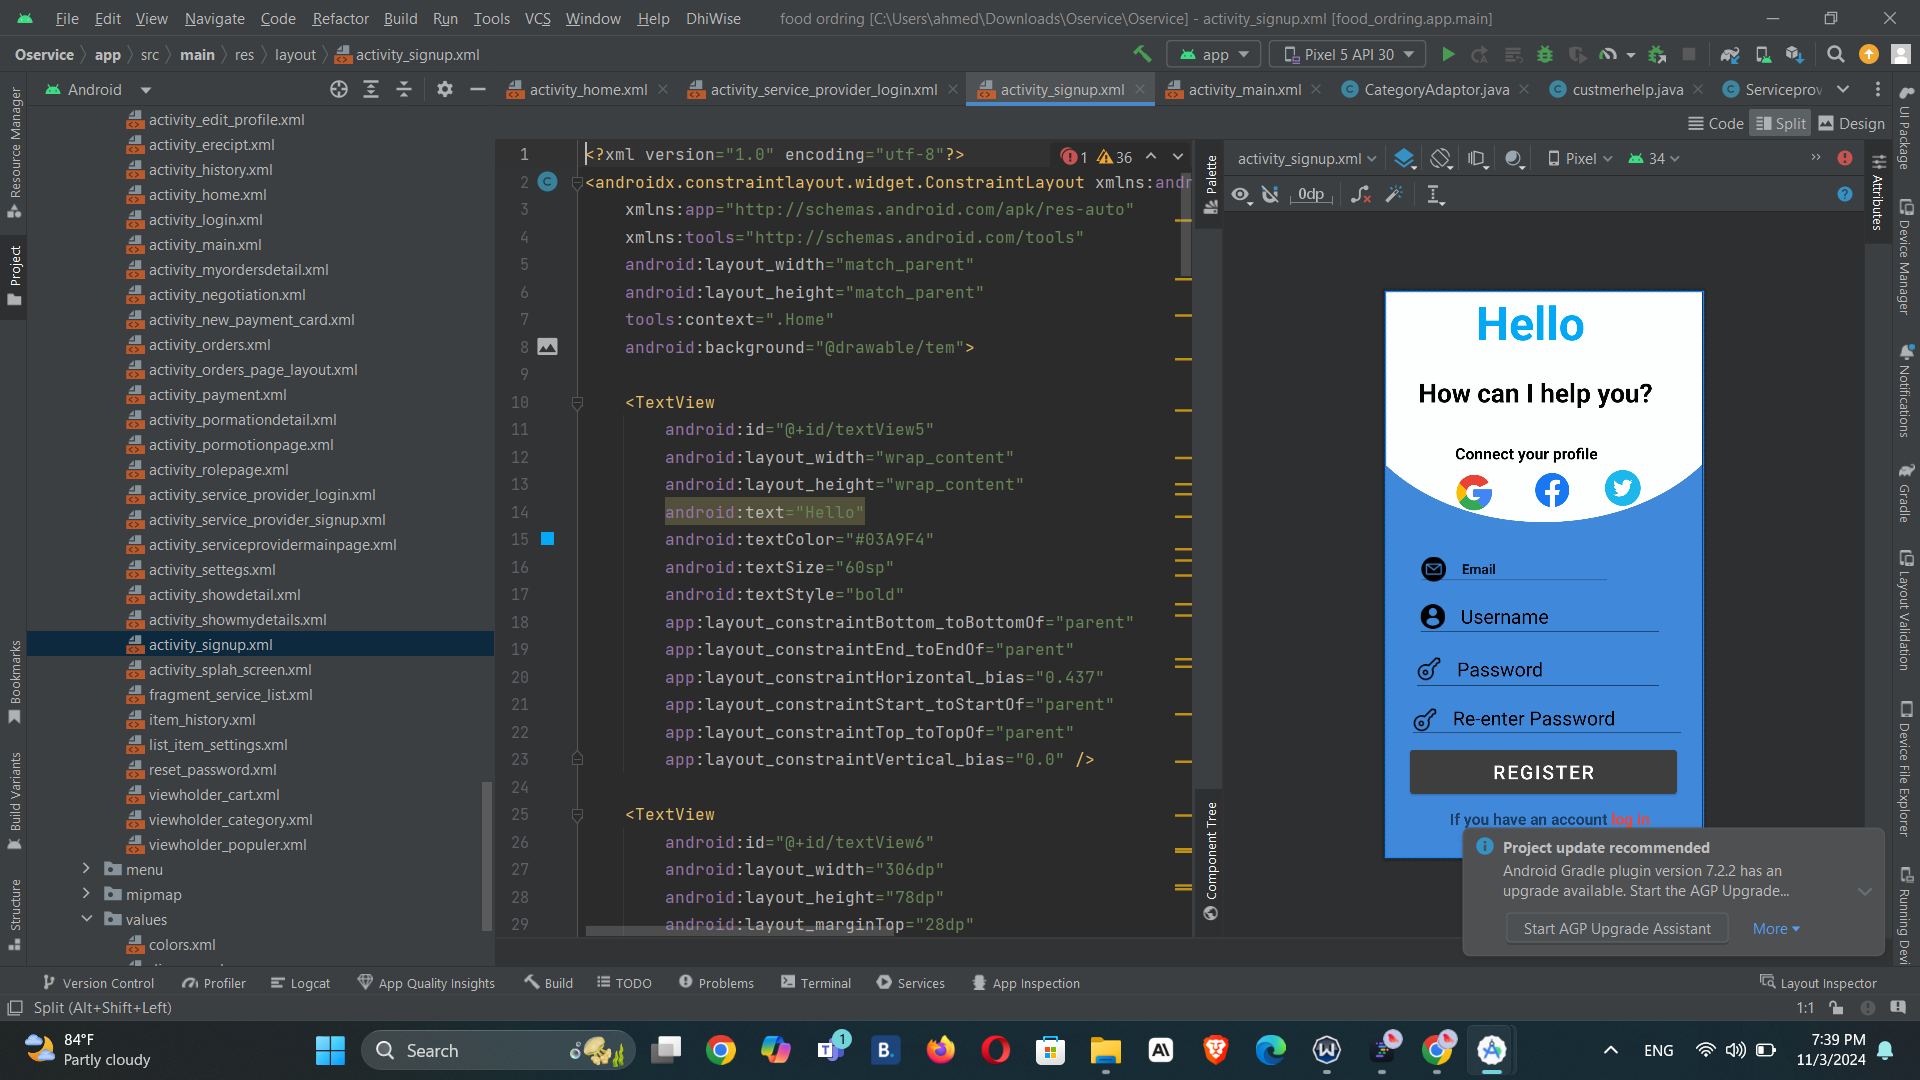 File Edit View Navigate Code Refactor Build Run Tools VCS Window Help DhiWise food ordring [C:\Users\ahmed\Downloads\Oservice\Oservice] - activity_signup.xml [food_ordring.app.main]
Oservice app src main res layout activity_signup.xml app Pixel 5 API 30
Android activity_home.xml activity_service_provider_login.xml activity_signup.xml activity_main.xml CategoryAdaptor.java custmerhelp.java Serviceprov
Code Split Design
Resource Manager
Project
Bookmarks
Build Variants
Structure
activity_edit_profile.xml
activity_erecipt.xml
activity_history.xml
activity_home.xml
activity_login.xml
activity_main.xml
activity_myordersdetail.xml
activity_negotiation.xml
activity_new_payment_card.xml
activity_orders.xml
activity_orders_page_layout.xml
activity_payment.xml
activity_pormationdetail.xml
activity_pormotionpage.xml
activity_rolepage.xml
activity_service_provider_login.xml
activity_service_provider_signup.xml
activity_serviceprovidermainpage.xml
activity_settegs.xml
activity_showdetail.xml
activity_showmydetails.xml
activity_signup.xml
activity_splah_screen.xml
fragment_service_list.xml
item_history.xml
list_item_settings.xml
reset_password.xml
viewholder_cart.xml
viewholder_category.xml
viewholder_populer.xml
menu
mipmap
values
colors.xml
1 <?xml version="1.0" encoding="utf-8"?> 1 36
2 <androidx.constraintlayout.widget.ConstraintLayout xmlns:andr
3 xmlns:app="http://schemas.android.com/apk/res-auto"
4 xmlns:tools="http://schemas.android.com/tools"
5 android:layout_width="match_parent"
6 android:layout_height="match_parent"
7 tools:context=".Home"
8 android:background="@drawable/tem">
9
10 <TextView
11 android:id="@+id/textView5"
12 android:layout_width="wrap_content"
13 android:layout_height="wrap_content"
14 android:text="Hello"
15 android:textColor="#03A9F4"
16 android:textSize="60sp"
17 android:textStyle="bold"
18 app:layout_constraintBottom_toBottomOf="parent"
19 app:layout_constraintEnd_toEndOf="parent"
20 app:layout_constraintHorizontal_bias="0.437"
21 app:layout_constraintStart_toStartOf="parent"
22 app:layout_constraintTop_toTopOf="parent"
23 app:layout_constraintVertical_bias="0.0" />
24
25 <TextView
26 android:id="@+id/textView6"
27 android:layout_width="306dp"
28 android:layout_height="78dp"
29 android:layout_marginTop="28dp"
Palette
Component Tree
activity_signup.xml Pixel 34
0dp
Hello
How can I help you?
Connect your profile
Email
Username
Password
Re-enter Password
REGISTER
If you have an account log in
Project update recommended
Android Gradle plugin version 7.2.2 has an
upgrade available. Start the AGP Upgrade...
Start AGP Upgrade Assistant More
Attributes
UI Package
Device Manager
Notifications
Gradle
Layout Validation
Device File Explorer
Running Devi
Version Control Profiler Logcat App Quality Insights Build TODO Problems Terminal Services App Inspection Layout Inspector
Split (Alt+Shift+Left) 1:1
84°F
Partly cloudy
Search
1
B.
ENG
7:39 PM
11/3/2024